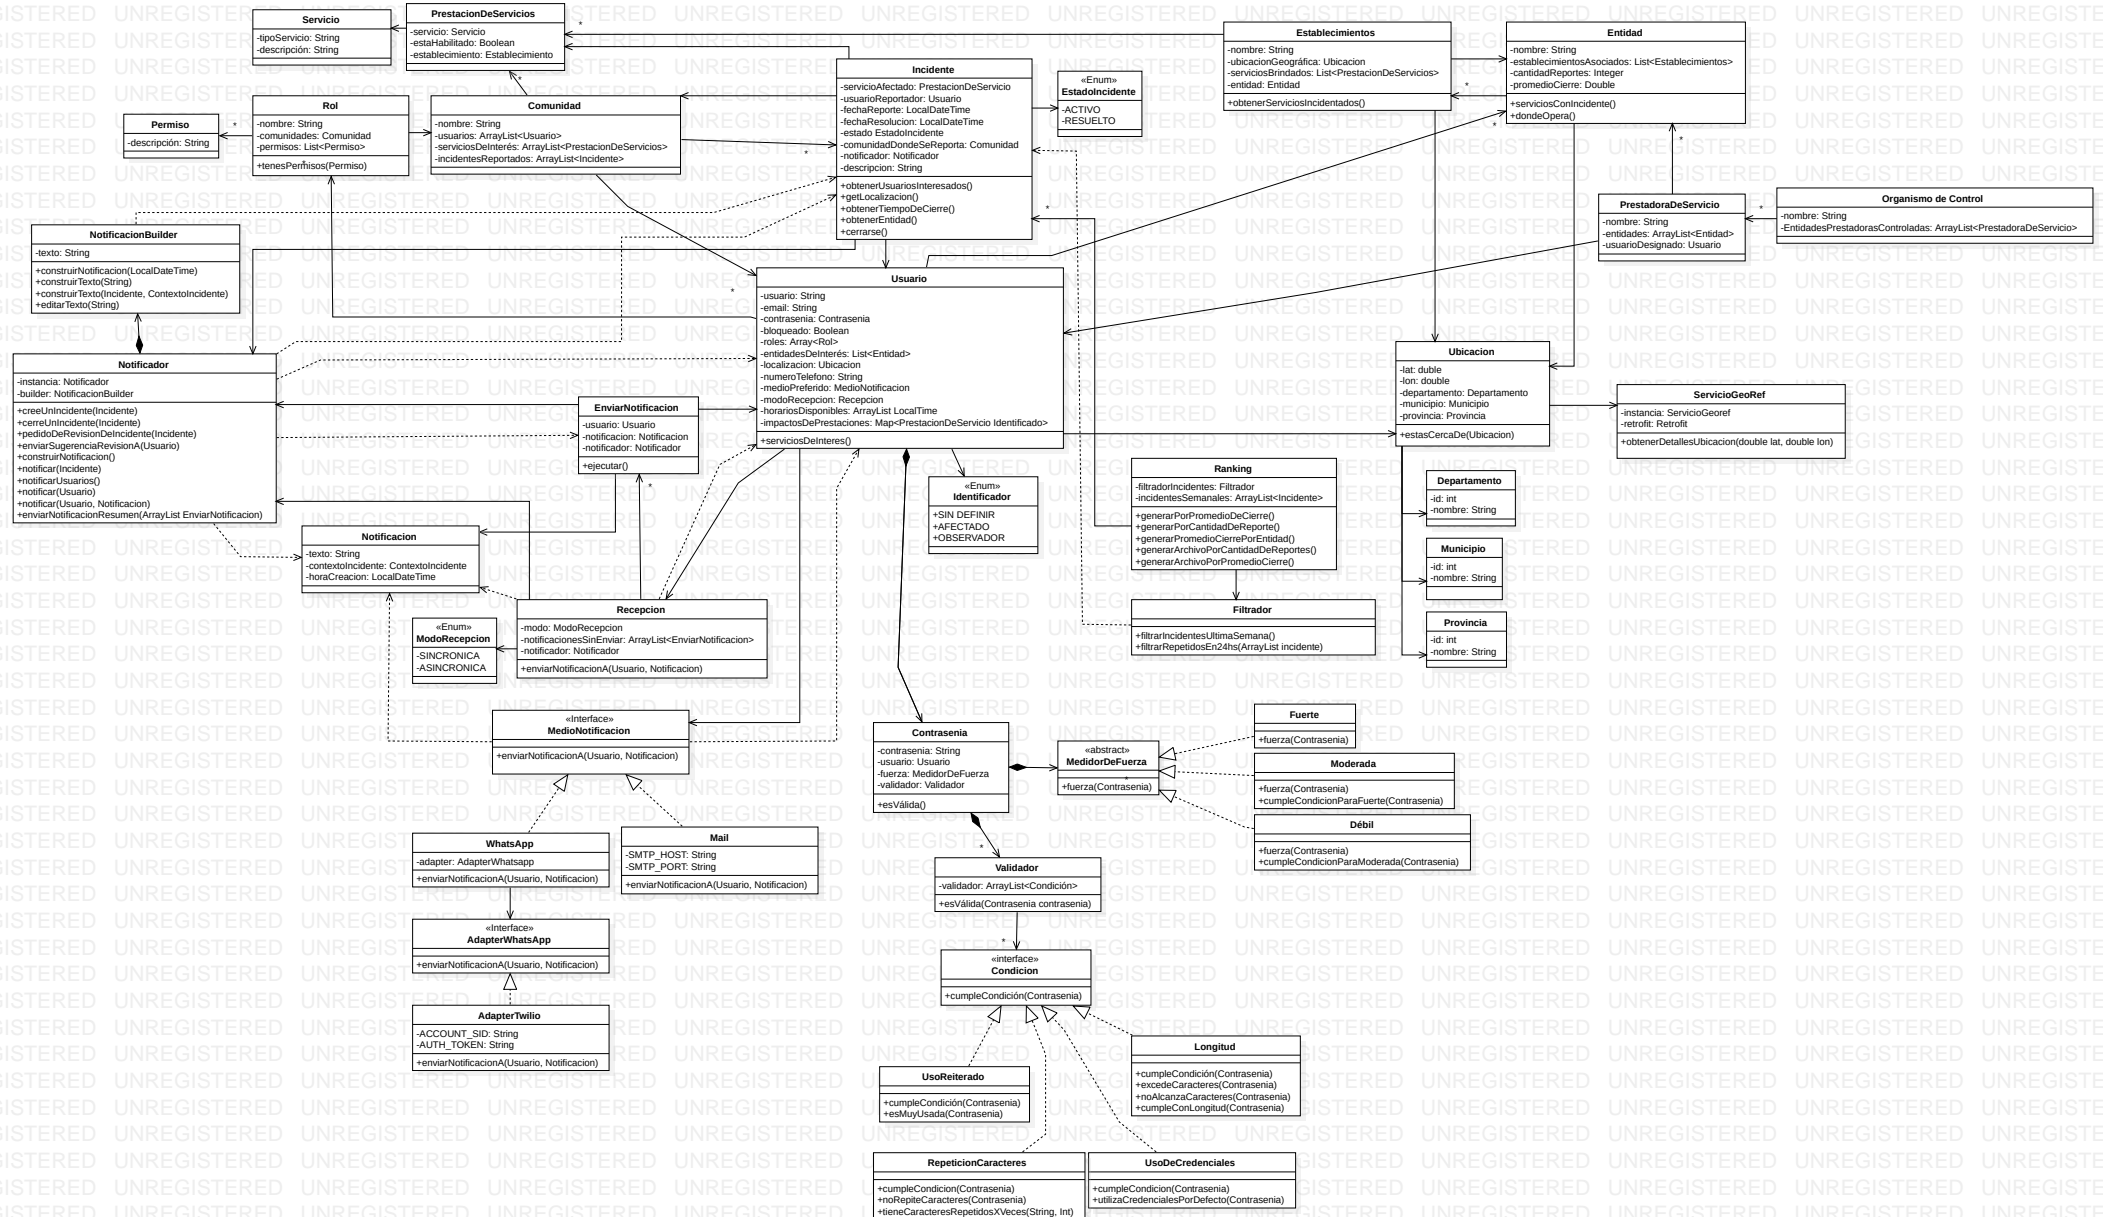 Servicio
-tipoServicio: String
-descripción: String
PrestacionDeServicios
-servicio: Servicio
-estaHabilitado: Boolean
-establecimiento: Establecimiento
*
*
Establecimientos
-nombre: String
-ubicacionGeográfica: Ubicacion
-serviciosBrindados: List<PrestacionDeServicios>
-entidad: Entidad
+obtenerServiciosIncidentados()
Entidad
-nombre: String
-establecimientosAsociados: List<Establecimientos>
-cantidadReportes: Integer
-promedioCierre: Double
+serviciosConIncidente()
+dondeOpera()
*
*
*
Incidente
-servicioAfectado: PrestacionDeServicio
-usuarioReportador: Usuario
-fechaReporte: LocalDateTime
-fechaResolucion: LocalDateTime
-estado EstadoIncidente
-comunidadDondeSeReporta: Comunidad
-notificador: Notificador
-descripcion: String
+obtenerUsuariosInteresados()
+getLocalizacion()
+obtenerTiempoDeCierre()
+obtenerEntidad()
+cerrarse()
«Enum»
EstadoIncidente
-ACTIVO
-RESUELTO
Permiso
-descripción: String
*
Rol
-nombre: String
-comunidades: Comunidad
-permisos: List<Permiso>
+tenesPermisos(Permiso)
*
Comunidad
-nombre: String
-usuarios: ArrayList<Usuario>
-serviciosDeInterés: ArrayList<PrestacionDeServicios>
-incidentesReportados: ArrayList<Incidente>
*
*
*
PrestadoraDeServicio
-nombre: String
-entidades: ArrayList<Entidad>
-usuarioDesignado: Usuario
*
Organismo de Control
-nombre: String
-EntidadesPrestadorasControladas: ArrayList<PrestadoraDeServicio>
NotificacionBuilder
-texto: String
+construirNotificacion(LocalDateTime)
+construirTexto(String)
+construirTexto(Incidente, ContextoIncidente)
+editarTexto(String)
Usuario
-usuario: String
-email: String
-contrasenia: Contrasenia
-bloqueado: Boolean
-roles: Array<Rol>
-entidadesDeInterés: List<Entidad>
-localizacion: Ubicacion
-numeroTelefono: String
-medioPreferido: MedioNotificacion
-modoRecepcion: Recepcion
-horariosDisponibles: ArrayList LocalTime
-impactosDePrestaciones: Map<PrestacionDeServicio Identificado>
+serviciosDeInteres()
Notificador
-instancia: Notificador
-builder: NotificacionBuilder
+creeUnIncidente(Incidente)
+cerreUnIncidente(Incidente)
+pedidoDeRevisionDeIncidente(Incidente)
+enviarSugerenciaRevisionA(Usuario)
+construirNotificacion()
+notificar(Incidente)
+notificarUsuarios()
+notificar(Usuario)
+notificar(Usuario, Notificacion)
+enviarNotificacionResumen(ArrayList EnviarNotificacion)
EnviarNotificacion
-usuario: Usuario
-notificacion: Notificacion
-notificador: Notificador
+ejecutar()
*
Ubicacion
-lat: duble
-lon: double
-departamento: Departamento
-municipio: Municipio
-provincia: Provincia
+estasCercaDe(Ubicacion)
ServicioGeoRef
-instancia: ServicioGeoref
-retrofit: Retrofit
+obtenerDetallesUbicacion(double lat, double lon)
Notificacion
-texto: String
-contextoIncidente: ContextoIncidente
-horaCreacion: LocalDateTime
«Enum»
Identificador
+SIN DEFINIR
+AFECTADO
+OBSERVADOR
Ranking
-filtradorIncidentes: Filtrador
-incidentesSemanales: ArrayList<Incidente>
+generarPorPromedioDeCierre()
+generarPorCantidadDeReporte()
+generarPromedioCierrePorEntidad()
+generarArchivoPorCantidadDeReportes()
+generarArchivoPorPromedioCierre()
Departamento
-id: int
-nombre: String
Municipio
-id: int
-nombre: String
Provincia
-id: int
-nombre: String
«Enum»
ModoRecepcion
-SINCRONICA
-ASINCRONICA
Recepcion
-modo: ModoRecepcion
-notificacionesSinEnviar: ArrayList<EnviarNotificacion>
-notificador: Notificador
+enviarNotificacionA(Usuario, Notificacion)
Filtrador
+filtrarIncidentesUltimaSemana()
+filtrarRepetidosEn24hs(ArrayList incidente)
«Interface»
MedioNotificacion
+enviarNotificacionA(Usuario, Notificacion)
Contrasenia
-contrasenia: String
-usuario: Usuario
-fuerza: MedidorDeFuerza
-validador: Validador
+esVálida()
«abstract»
MedidorDeFuerza
*
+fuerza(Contrasenia)
Fuerte
+fuerza(Contrasenia)
Moderada
+fuerza(Contrasenia)
+cumpleCondicionParaFuerte(Contrasenia)
Débil
+fuerza(Contrasenia)
+cumpleCondicionParaModerada(Contrasenia)
WhatsApp
-adapter: AdapterWhatsapp
+enviarNotificacionA(Usuario, Notificacion)
Mail
-SMTP_HOST: String
-SMTP_PORT: String
+enviarNotificacionA(Usuario, Notificacion)
*
Validador
-validador: ArrayList<Condición>
+esVálida(Contrasenia contrasenia)
«Interface»
AdapterWhatsApp
+enviarNotificacionA(Usuario, Notificacion)
*
«interface»
Condicion
+cumpleCondición(Contrasenia)
AdapterTwilio
-ACCOUNT_SID: String
-AUTH_TOKEN: String
+enviarNotificacionA(Usuario, Notificacion)
Longitud
+cumpleCondición(Contrasenia)
+excedeCaracteres(Contrasenia)
+noAlcanzaCaracteres(Contrasenia)
+cumpleConLongitud(Contrasenia)
UsoReiterado
+cumpleCondición(Contrasenia)
+esMuyUsada(Contrasenia)
RepeticionCaracteres
+cumpleCondicion(Contrasenia)
+noRepiteCaracteres(Contrasenia)
+tieneCaracteresRepetidosXVeces(String, Int)
UsoDeCredenciales
+cumpleCondicion(Contrasenia)
+utilizaCredencialesPorDefecto(Contrasenia)
UNREGISTERED